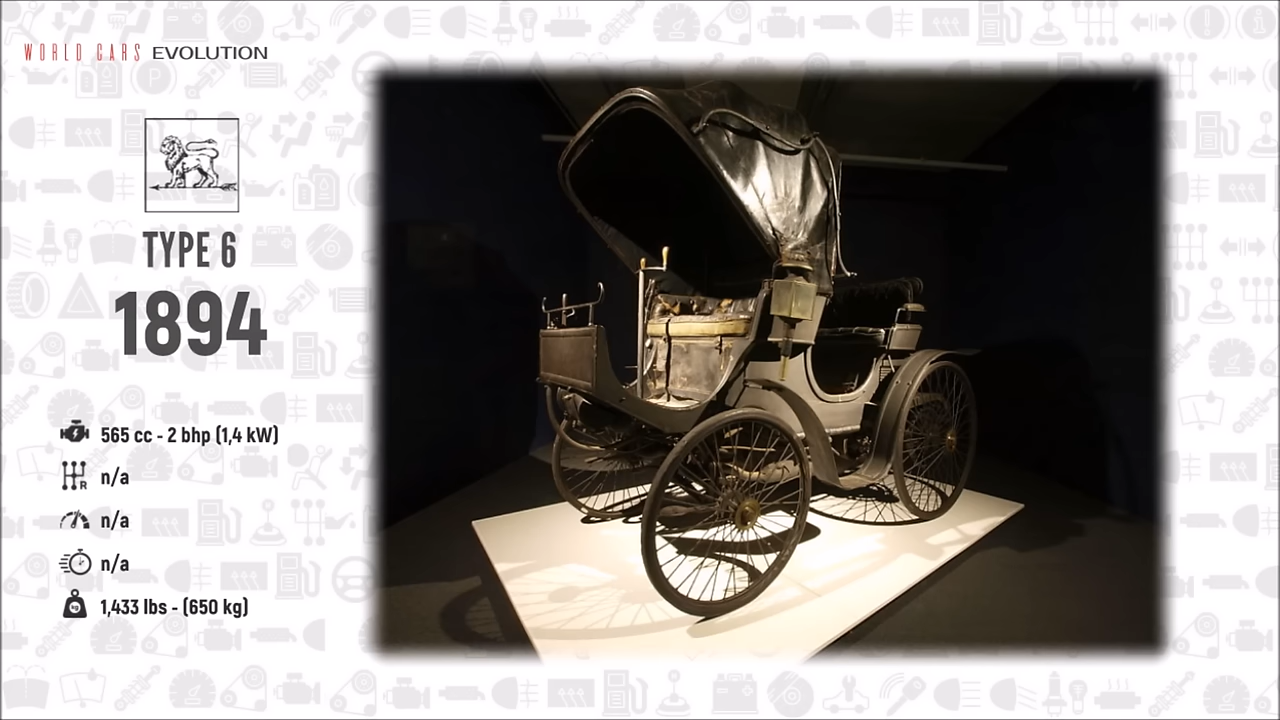 WORLD CARS EVOLUTION
TYPE 6
1894
565 cc - 2 bhp (1,4 kW)
n/a
n/a
n/a
1,433 lbs - (650 kg)